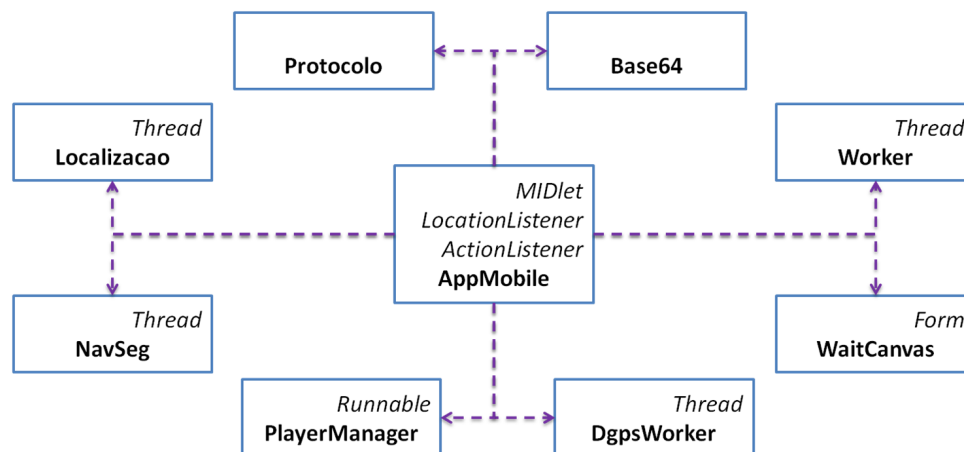 Protocolo
Base64
Thread
Localizacao
Thread
Worker
MIDlet
LocationListener
ActionListener
AppMobile
Thread
NavSeg
Form
WaitCanvas
Runnable
PlayerManager
Thread
DgpsWorker